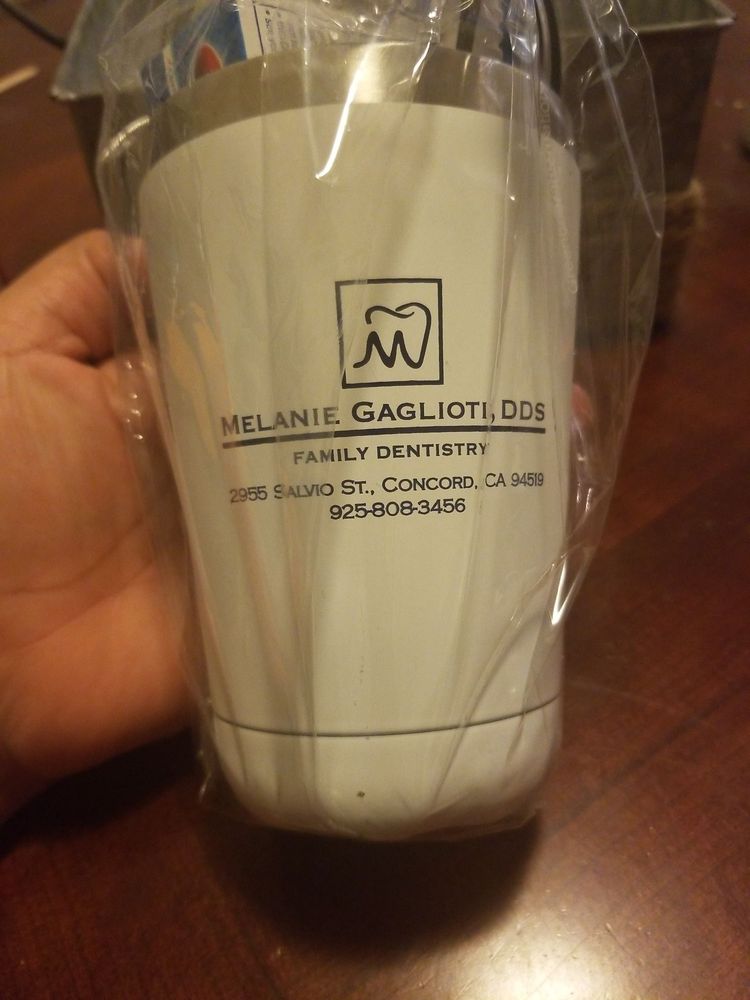 MELANIE GAGLIOTI, DDS
FAMILY DENTISTRY
2955 SALVIO ST., CONCORD, CA 94519
925-808-3456